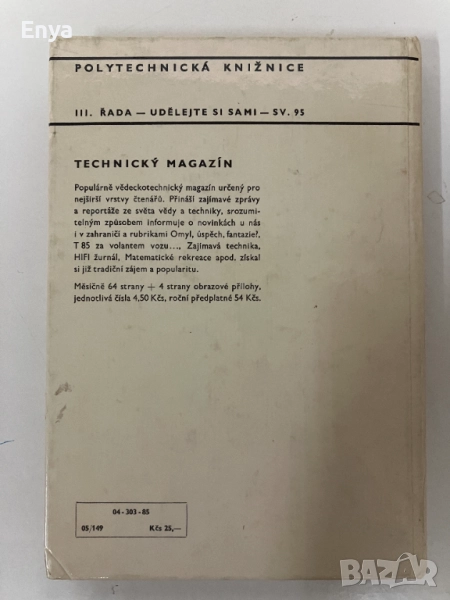 Enya
POLYTECHNICKÁ KNIŽNICE
III. ŘADA — UDĚLEJTE SI SAMI — SV. 95
TECHNICKÝ MAGAZÍN
Populárně vědeckotechnický magazín určený pro
nejširší vrstvy čtenářů. Přináší zajímavé zprávy
a reportáže ze světa vědy a techniky, srozumi-
telným způsobem informuje o novinkách u nás
i v zahraničí a rubrikami Omyl, úspěch, fantazie?,
T 85 za volantem vozu..., Zajímavá technika,
HIFI žurnál, Matematické rekreace apod. získal
si již tradiční zájem a popularitu.
Měsíčně 64 strany + 4 strany obrazové přílohy,
jednotlivá čísla 4,50 Kčs, roční předplatné 54 Kčs.
04 - 303 - 85
05/149 Kčs 25,—
BAZAR
bg